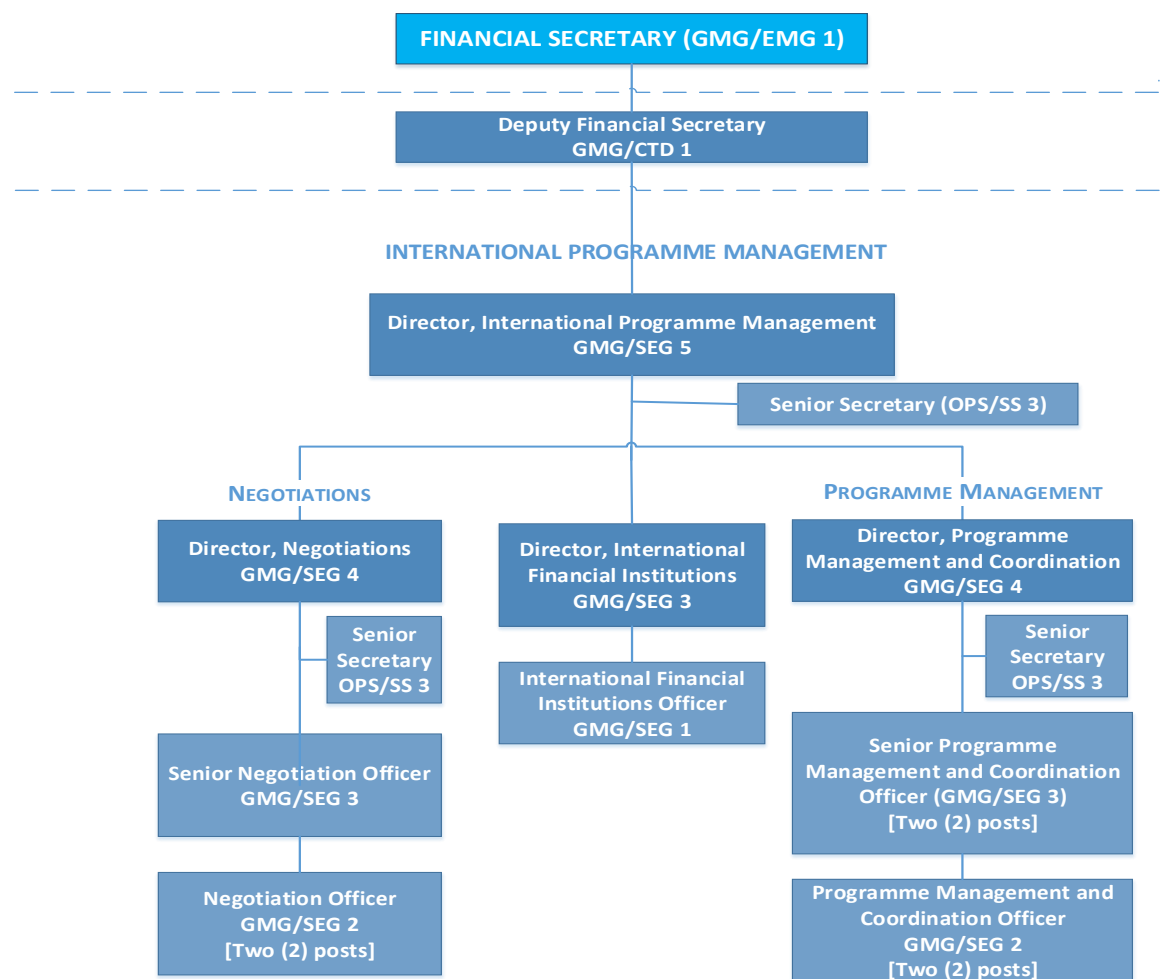 FINANCIAL SECRETARY (GMG/EMG 1)
Deputy Financial Secretary
GMG/CTD 1
INTERNATIONAL PROGRAMME MANAGEMENT
Director, International Programme Management
GMG/SEG 5
Senior Secretary (OPS/SS 3)
NEGOTIATIONS
Director, Negotiations
GMG/SEG 4
Senior
Secretary
OPS/SS 3
Senior Negotiation Officer
GMG/SEG 3
Negotiation Officer
GMG/SEG 2
[Two (2) posts]
Director, International
Financial Institutions
GMG/SEG 3
International Financial
Institutions Officer
GMG/SEG 1
PROGRAMME MANAGEMENT
Director, Programme
Management and Coordination
GMG/SEG 4
Senior
Secretary
OPS/SS 3
Senior Programme
Management and Coordination
Officer (GMG/SEG 3)
[Two (2) posts]
Programme Management and
Coordination Officer
GMG/SEG 2
[Two (2) posts]